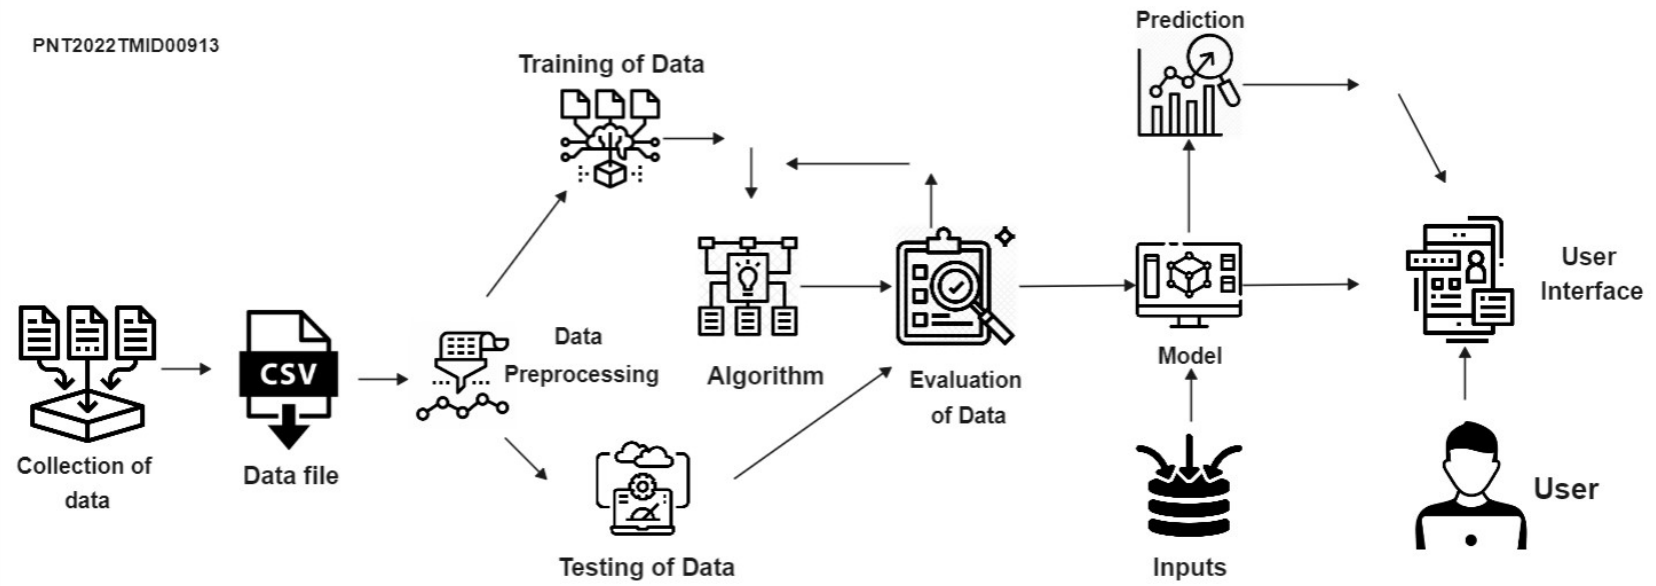 PNT2022TMID00913
Prediction
Training of Data
User
Interface
Data
Preprocessing
CSV
Model
Algorithm
Evaluation
of Data
Collection of
data
Data file
User
Testing of Data
Inputs